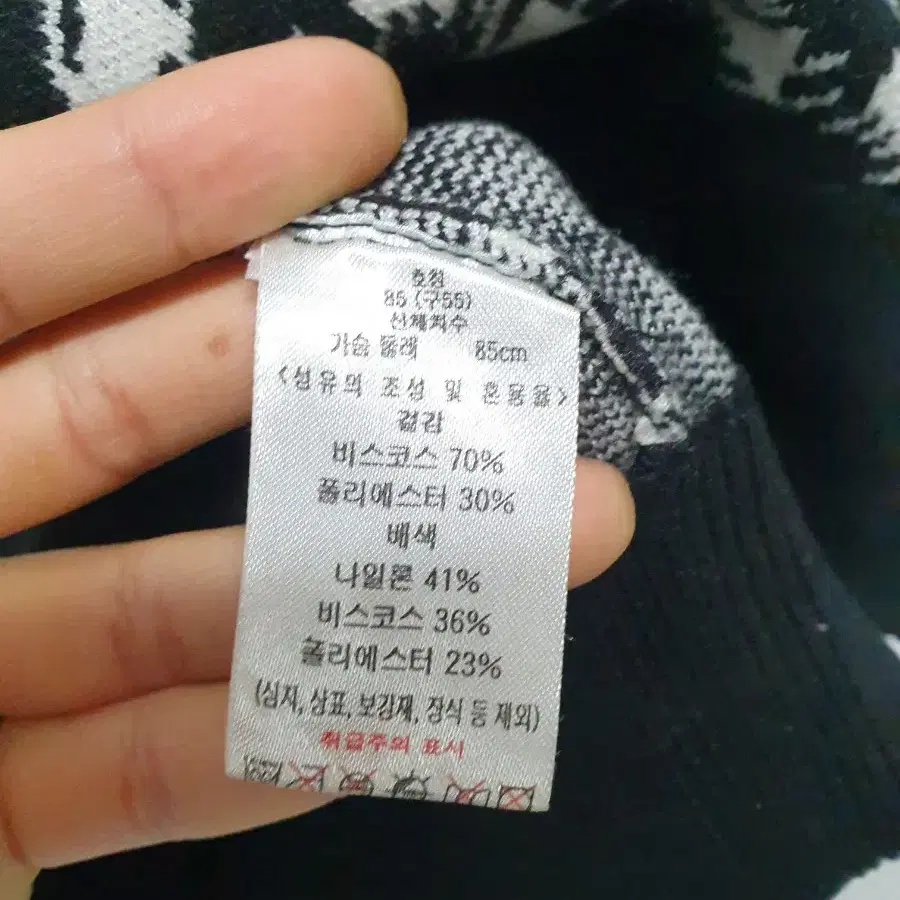 호칭
85 (구55)
신체치수
가슴 둘레 85cm
<섬유의 조성 및 혼용율>
겉감
비스코스 70%
폴리에스터 30%
배색
나일론 41%
비스코스 36%
폴리에스터 23%
(심지, 상표, 보강재, 장식 등 제외)
취급주의 표시